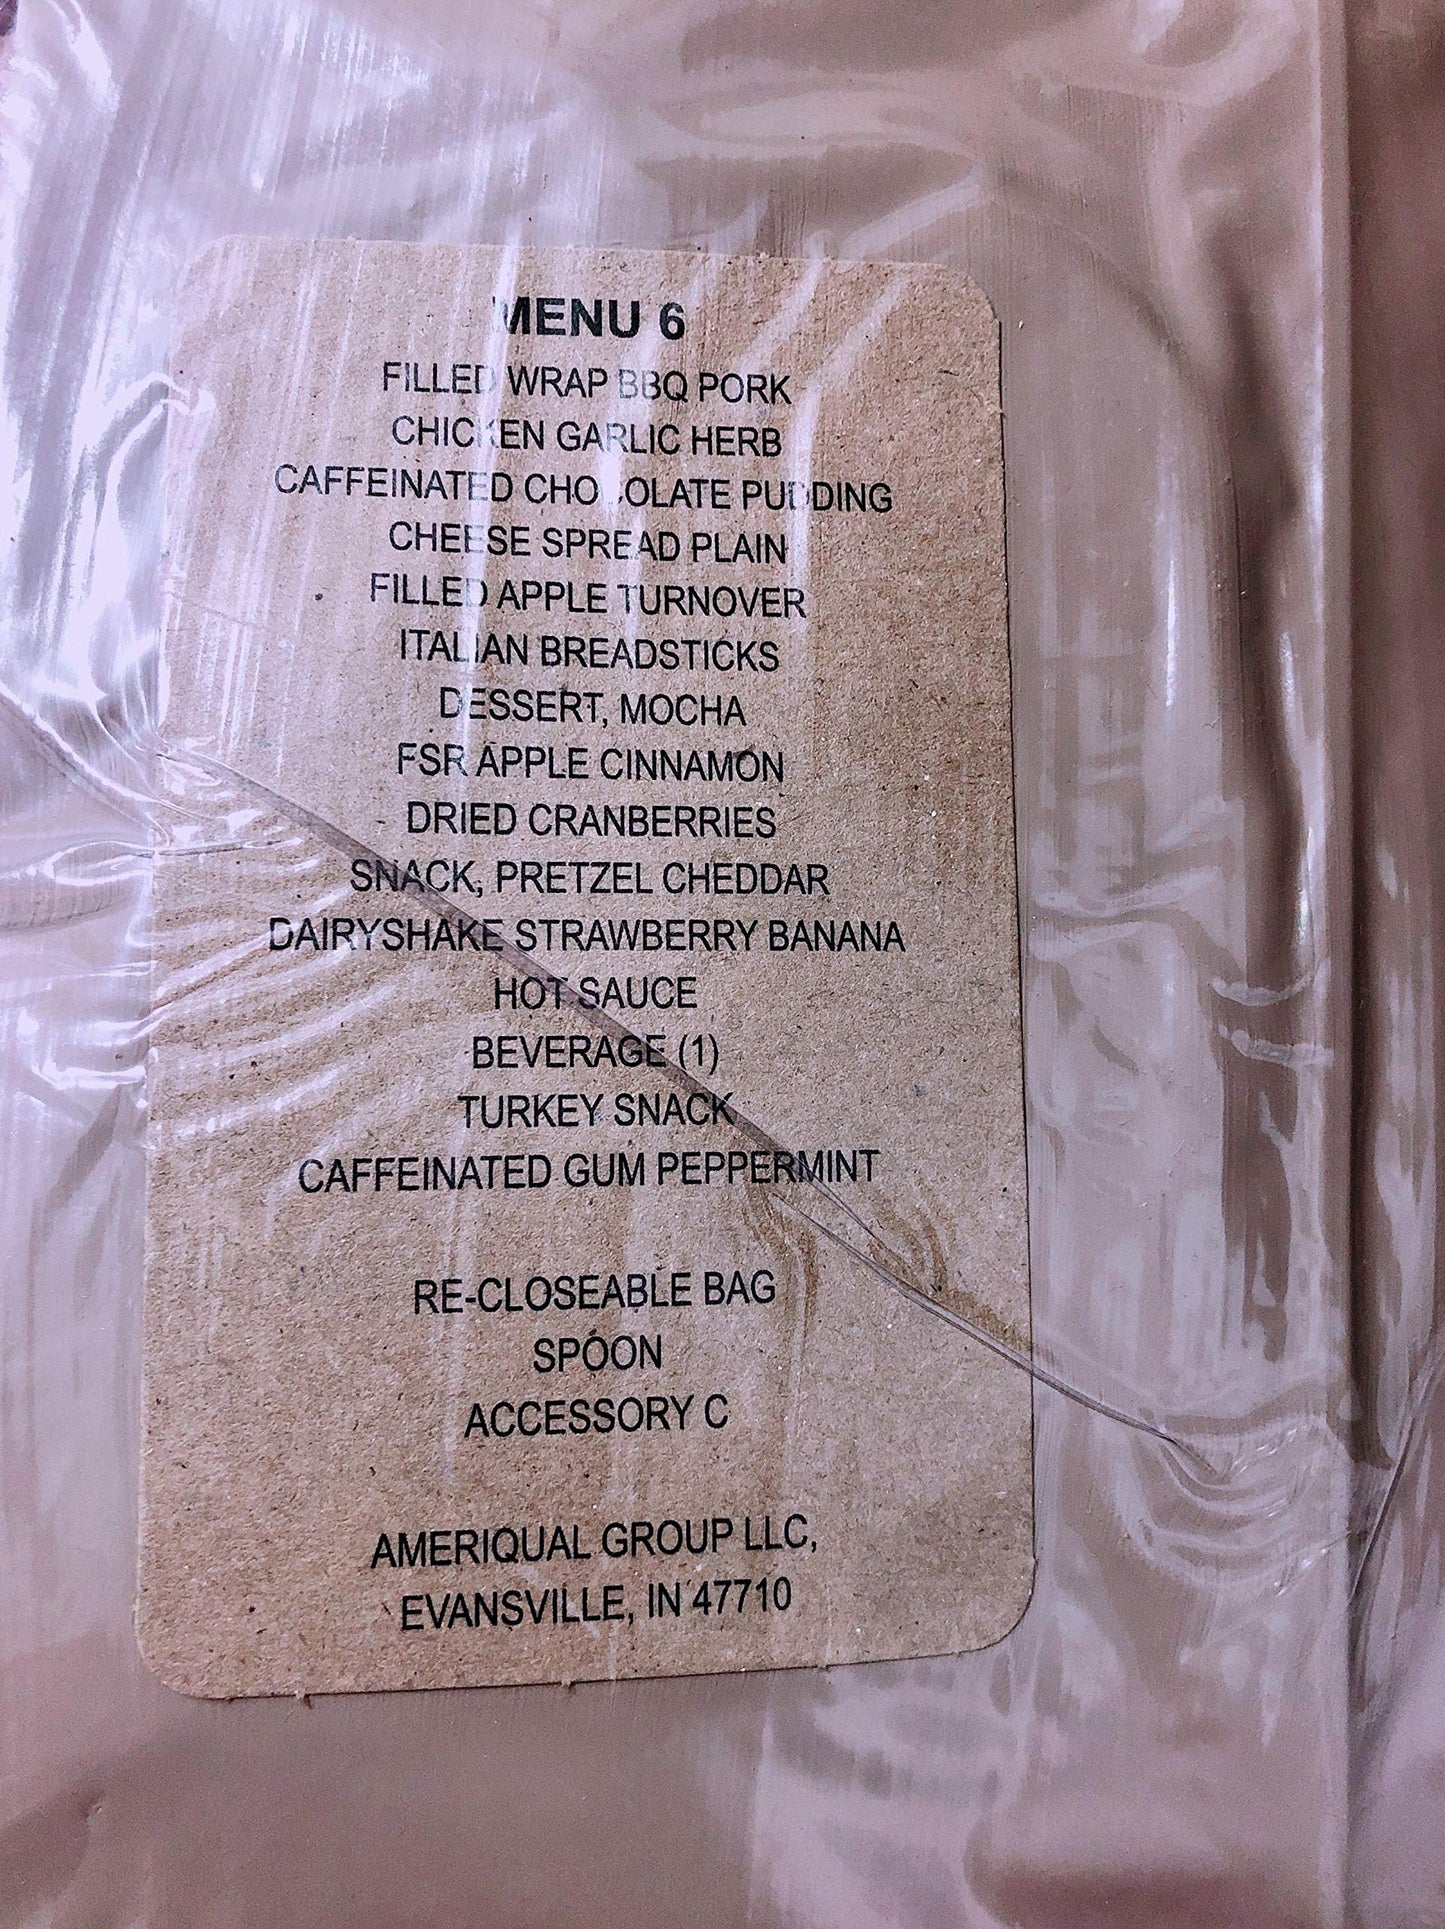 MENU 6
FILLED WRAP BBQ PORK
CHICKEN GARLIC HERB
CAFFEINATED CHOCOLATE PUDDING
CHEESE SPREAD PLAIN
FILLED APPLE TURNOVER
ITALIAN BREADSTICKS
DESSERT, MOCHA
FSR APPLE CINNAMON
DRIED CRANBERRIES
SNACK, PRETZEL CHEDDAR
DAIRYSHAKE STRAWBERRY BANANA
HOT SAUCE
BEVERAGE (1)
TURKEY SNACK
CAFFEINATED GUM PEPPERMINT
RE-CLOSEABLE BAG
SPOON
ACCESSORY C
AMERIQUAL GROUP LLC,
EVANSVILLE, IN 47710